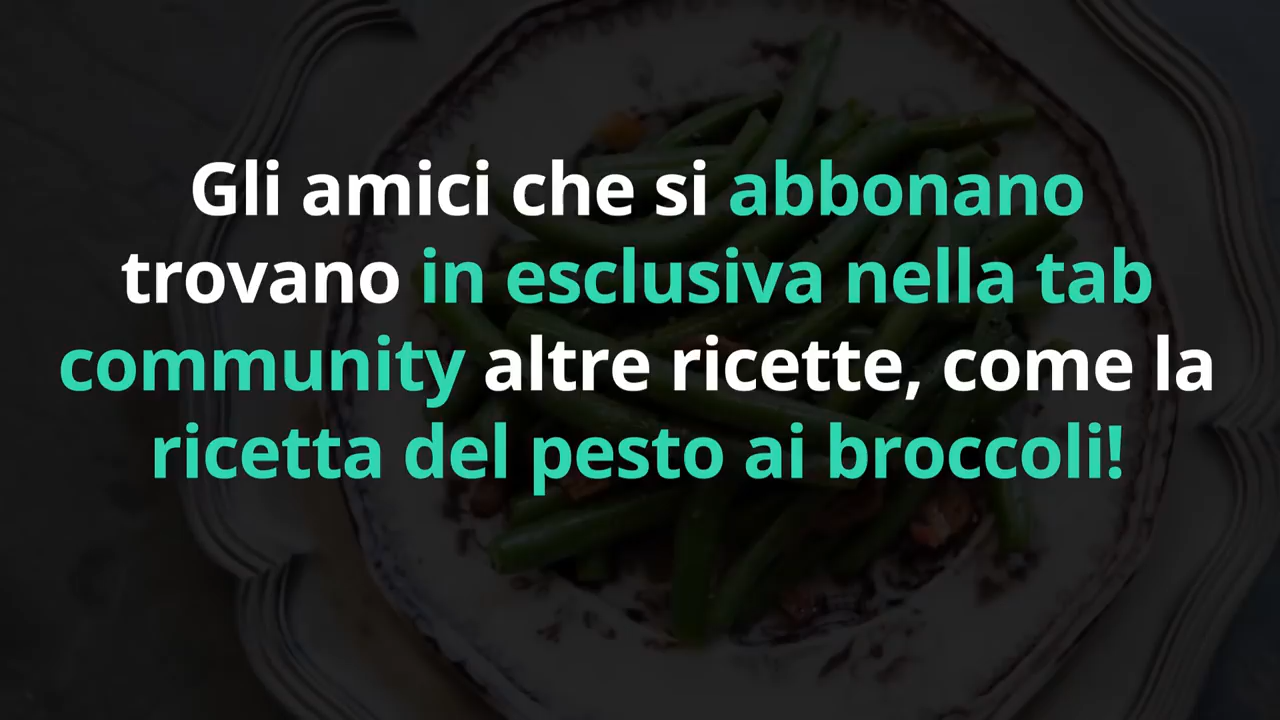 Gli amici che si abbonano
trovano in esclusiva nella tab
community altre ricette, come la
ricetta del pesto ai broccoli!